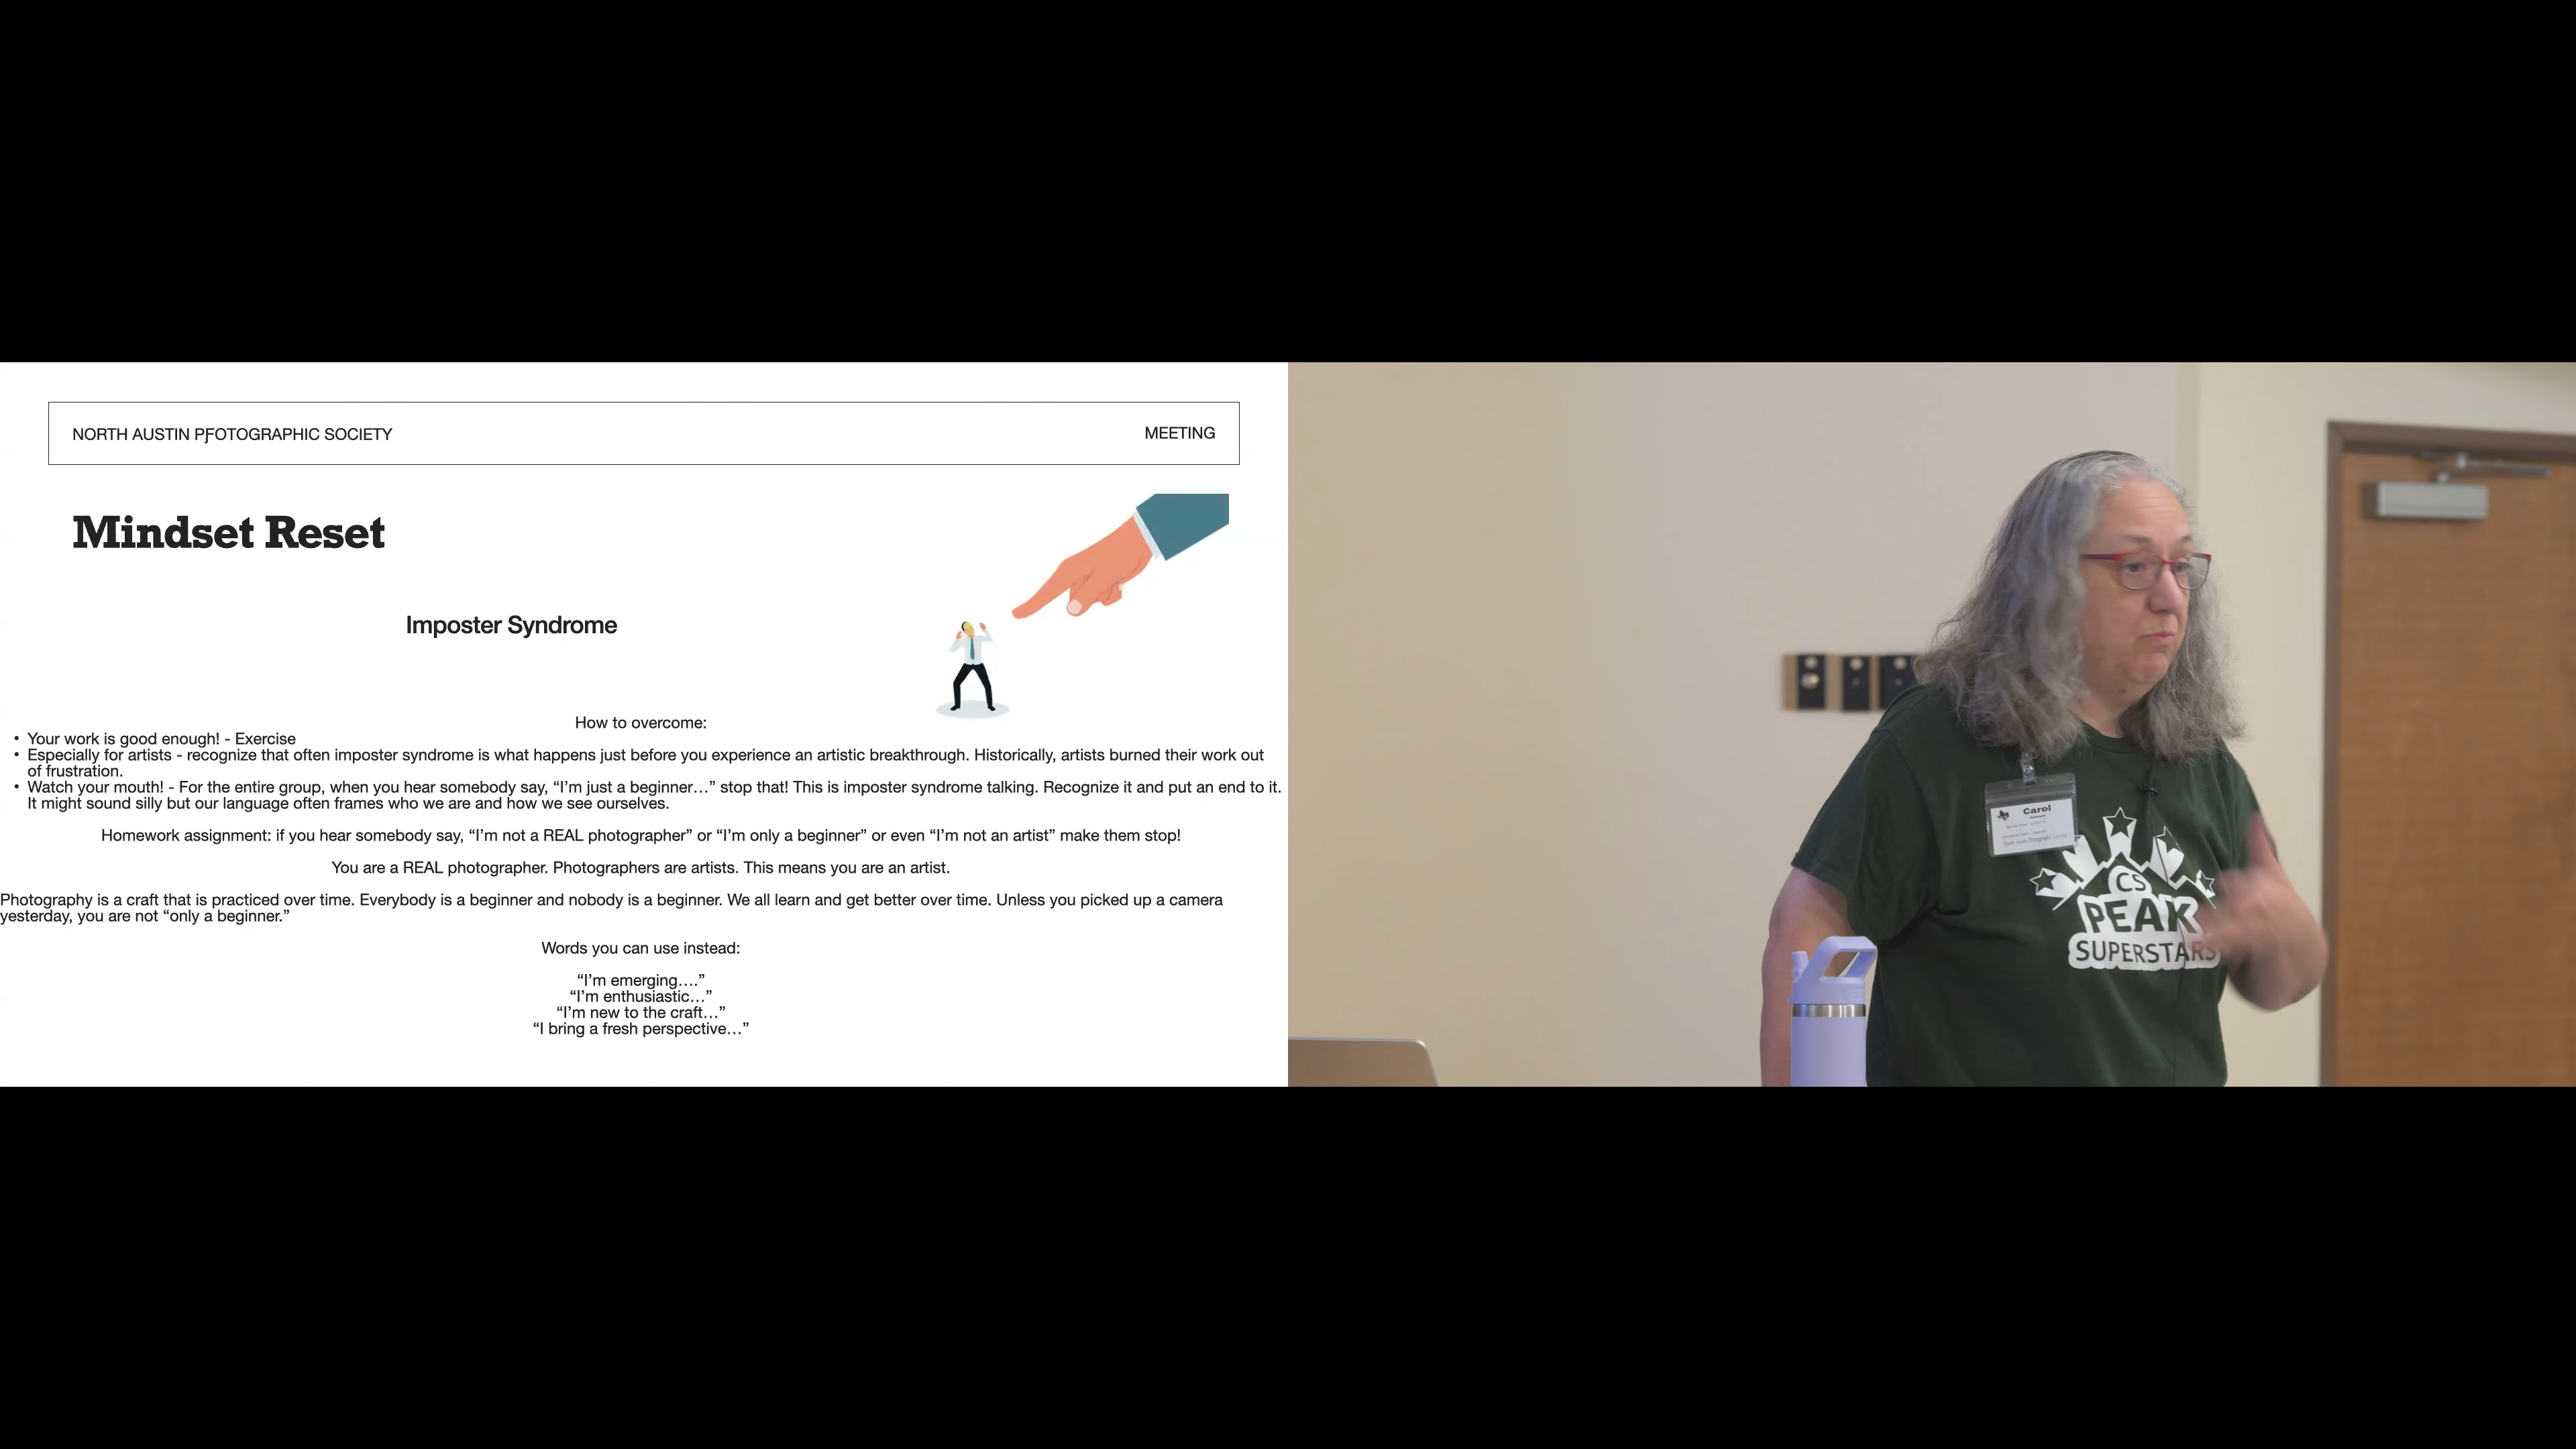 NORTH AUSTIN PƒOTOGRAPHIC SOCIETY
MEETING
Mindset Reset
Imposter Syndrome
How to overcome:
• Your work is good enough! - Exercise
• Especially for artists - recognize that often imposter syndrome is what happens just before you experience an artistic breakthrough. Historically, artists burned their work out
of frustration.
• Watch your mouth! - For the entire group, when you hear somebody say, “I’m just a beginner…” stop that! This is imposter syndrome talking. Recognize it and put an end to it.
It might sound silly but our language often frames who we are and how we see ourselves.
Homework assignment: if you hear somebody say, “I’m not a REAL photographer” or “I’m only a beginner” or even “I’m not an artist” make them stop!
You are a REAL photographer. Photographers are artists. This means you are an artist.
Photography is a craft that is practiced over time. Everybody is a beginner and nobody is a beginner. We all learn and get better over time. Unless you picked up a camera
yesterday, you are not “only a beginner.”
Words you can use instead:
“I’m emerging….”
“I’m enthusiastic…”
“I’m new to the craft…”
“I bring a fresh perspective…”
Carol
CS
PEAK
SUPERSTARS